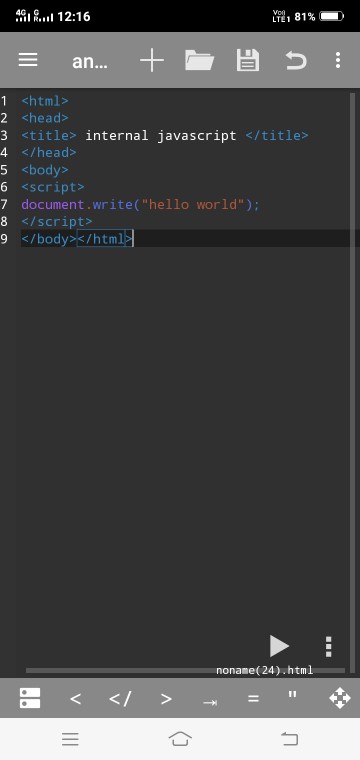 4G G R 12:16 Vo)) LTE1 81%
an...
1 <html>
2 <head>
3 <title> internal javascript </title>
4 </head>
5 <body>
6 <script>
7 document.write("hello world");
8 </script>
9 </body></html>
noname(24).html
< </ > = "